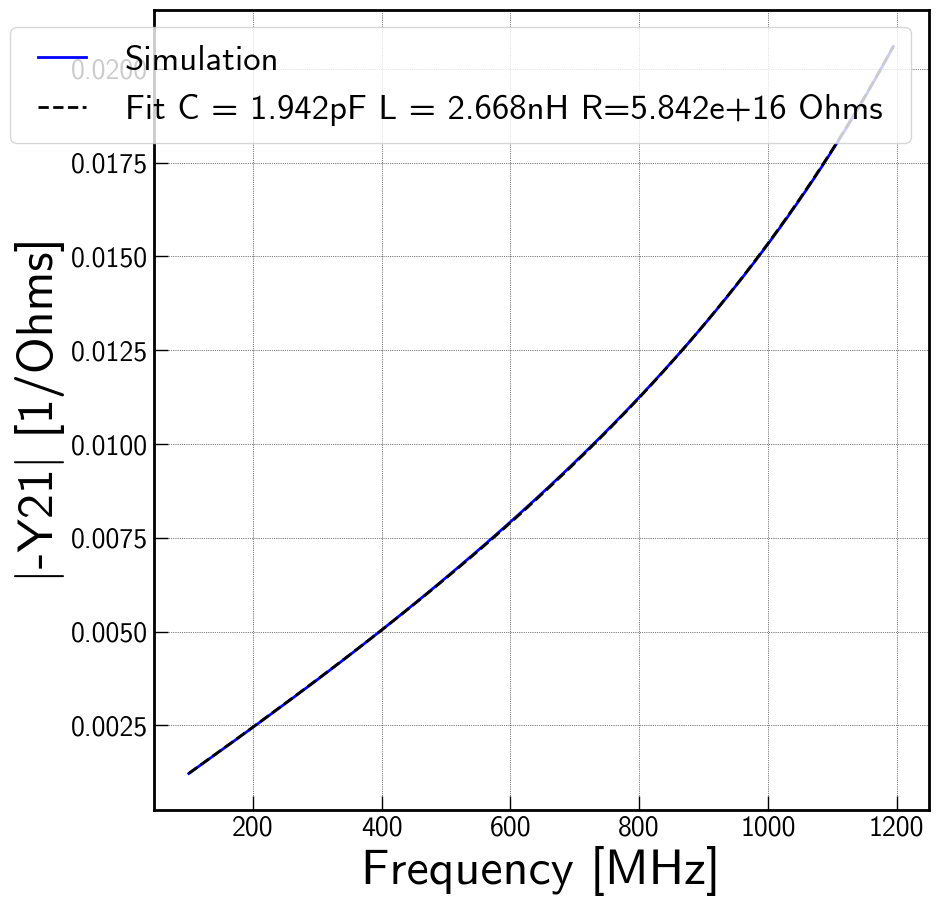 Simulation
Fit C = 1.942pF L = 2.668nH R=5.842e+16 Ohms
0.0200
0.0175
0.0150
0.0125
0.0100
0.0075
0.0050
0.0025
|-Y21| [1/Ohms]
200 400 600 800 1000 1200
Frequency [MHz]